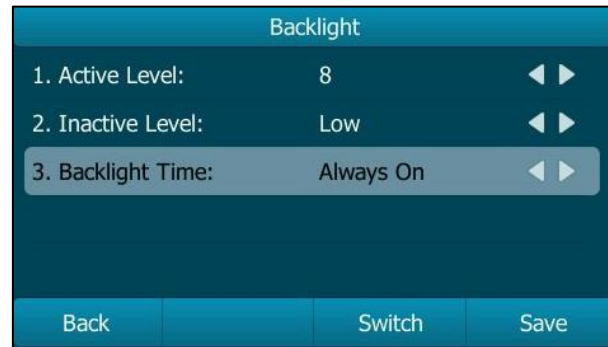 Backlight
1. Active Level: 8
2. Inactive Level: Low
3. Backlight Time: Always On
Back Switch Save